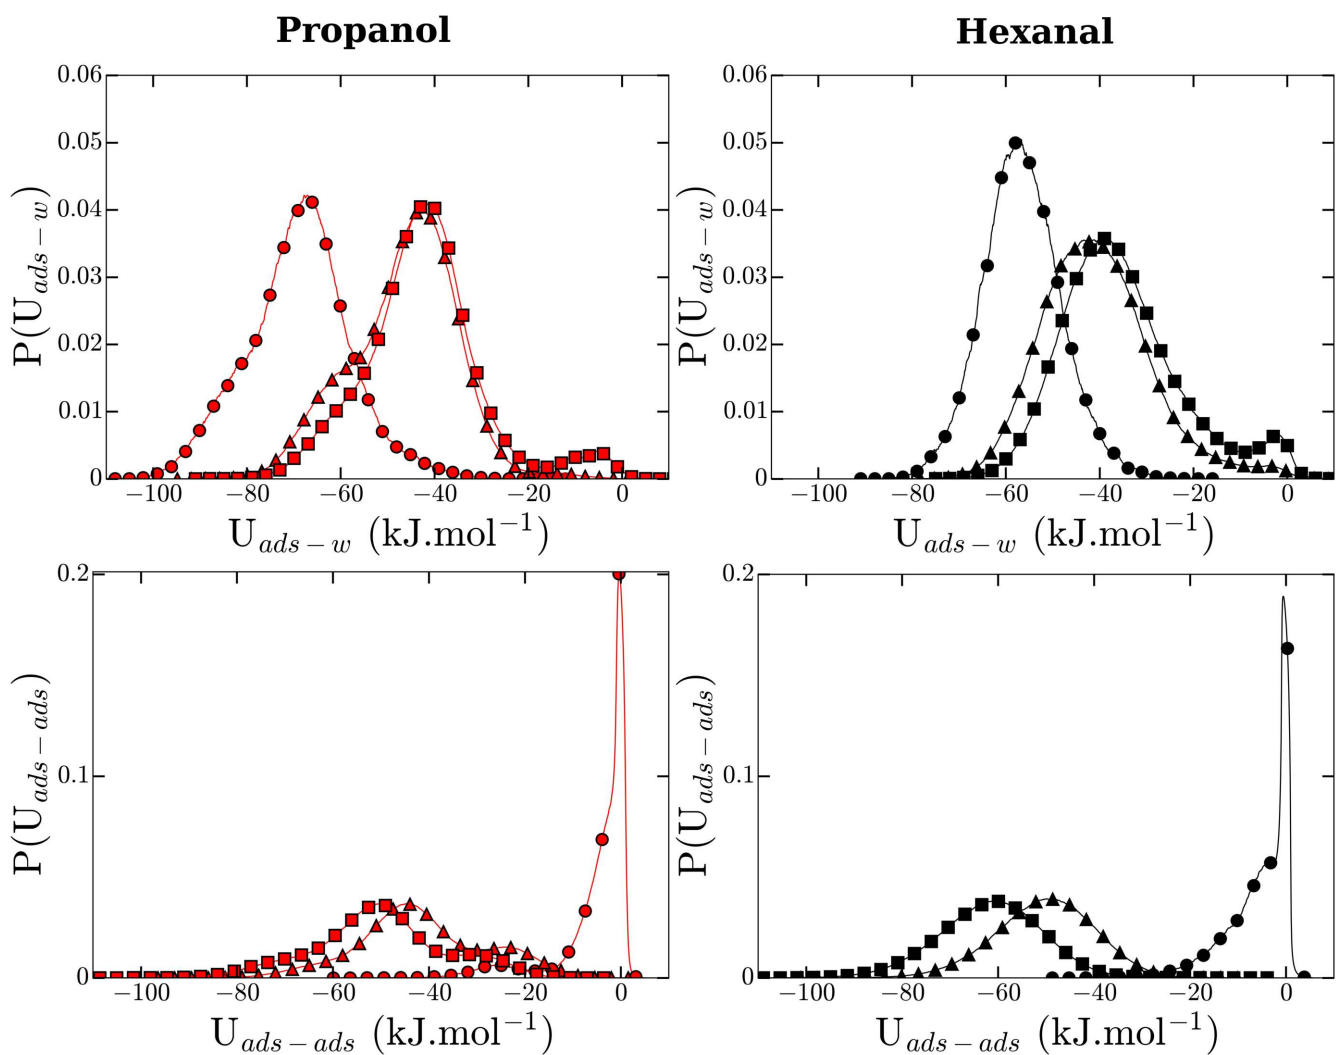 Propanol Hexanal
0.06 0.06
0.05 0.05
0.04 0.04
0.03 0.03
0.02 0.02
0.01 0.01
0 0
P(U_{ads−w}) P(U_{ads−w})
−100 −80 −60 −40 −20 0 −100 −80 −60 −40 −20 0
U_{ads−w} (kJ.mol^{−1}) U_{ads−w} (kJ.mol^{−1})
0.2 0.2
0.1 0.1
0 0
P(U_{ads−ads}) P(U_{ads−ads})
−100 −80 −60 −40 −20 0 −100 −80 −60 −40 −20 0
U_{ads−ads} (kJ.mol^{−1}) U_{ads−ads} (kJ.mol^{−1})